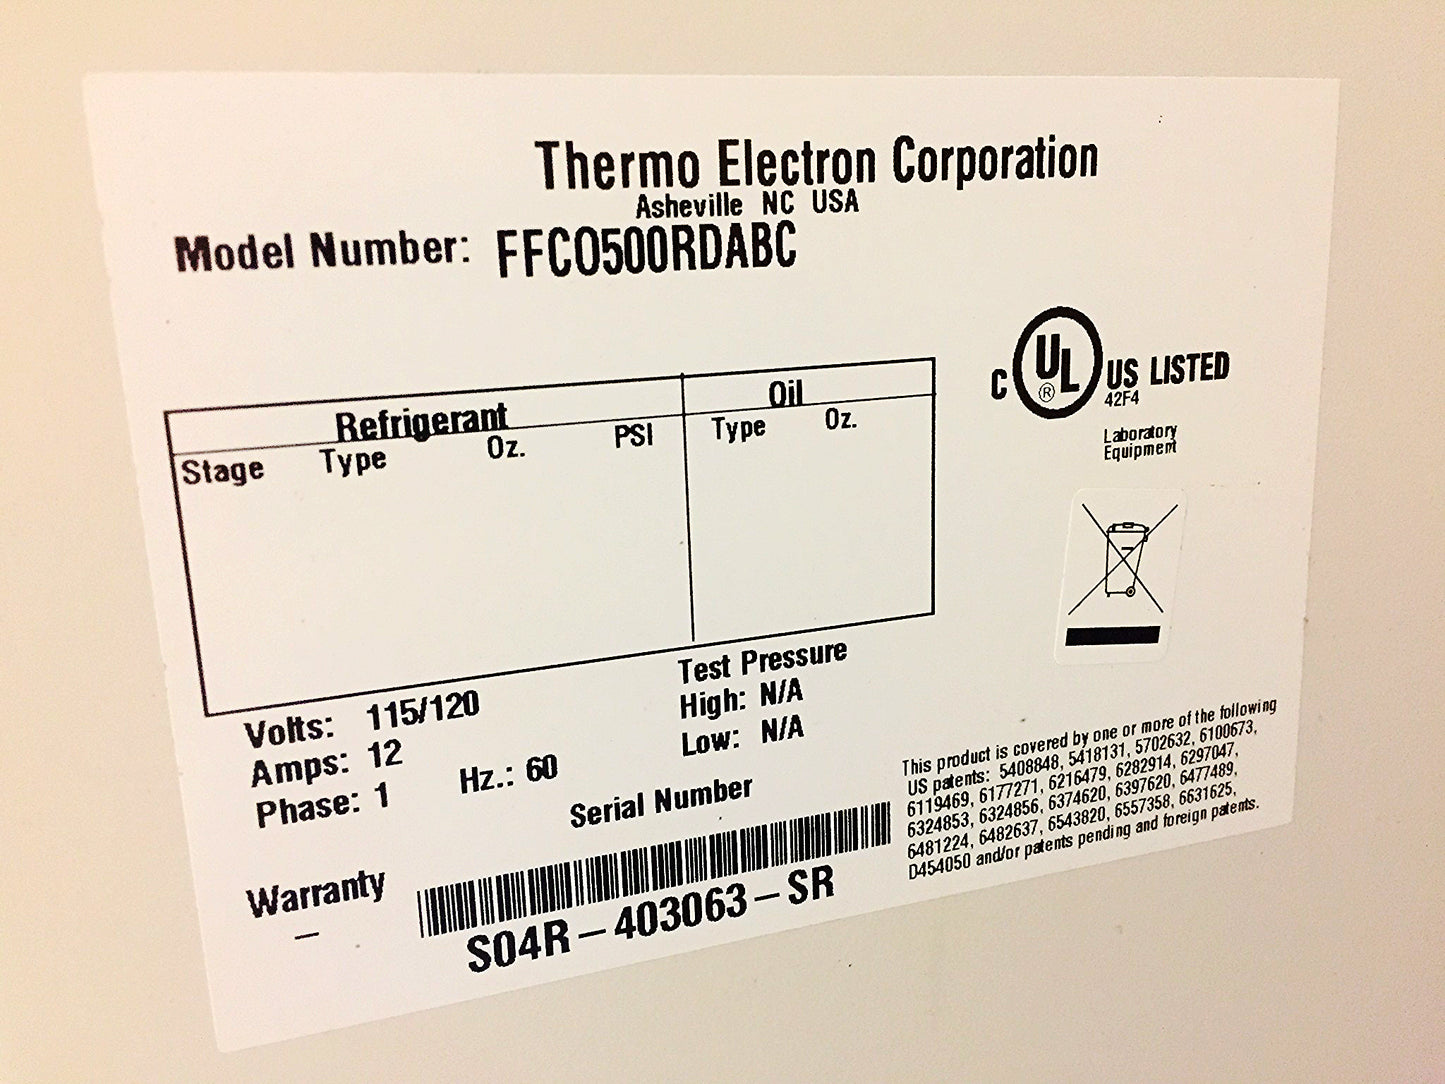 Thermo Electron Corporation
Asheville NC USA
Model Number: FFCO500RDABC
C UL ® US LISTED
42F4
Laboratory
Equipment
Refrigerant Oil
Stage Type Oz. PSI Type Oz.
Test Pressure
High: N/A
Low: N/A
Volts: 115/120
Amps: 12
Phase: 1 Hz.: 60
Serial Number
Warranty
–
S04R-403063-SR
This product is covered by one or more of the following
US patents: 5408848, 5418131, 5702632, 6100673,
6119469, 6177271, 6216479, 6282914, 6297047,
6324853, 6324856, 6374620, 6397620, 6477489,
6481224, 6482637, 6543820, 6557358, 6631625,
D454050 and/or patents pending and foreign patents.